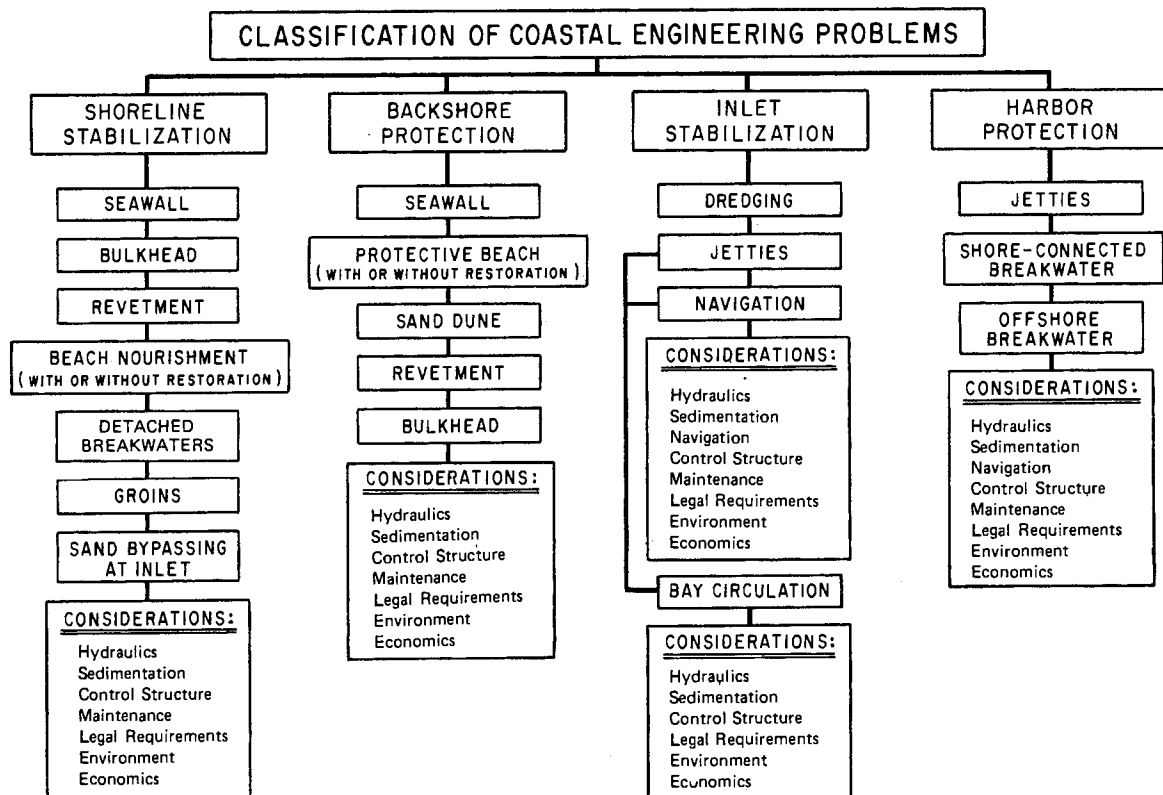 CLASSIFICATION OF COASTAL ENGINEERING PROBLEMS
SHORELINE
STABILIZATION
SEAWALL
BULKHEAD
REVETMENT
BEACH NOURISHMENT
(WITH OR WITHOUT RESTORATION)
DETACHED
BREAKWATERS
GROINS
SAND BYPASSING
AT INLET
CONSIDERATIONS:
Hydraulics
Sedimentation
Control Structure
Maintenance
Legal Requirements
Environment
Economics
BACKSHORE
PROTECTION
SEAWALL
PROTECTIVE BEACH
(WITH OR WITHOUT RESTORATION)
SAND DUNE
REVETMENT
BULKHEAD
CONSIDERATIONS:
Hydraulics
Sedimentation
Control Structure
Maintenance
Legal Requirements
Environment
Economics
INLET
STABILIZATION
DREDGING
JETTIES
NAVIGATION
CONSIDERATIONS:
Hydraulics
Sedimentation
Navigation
Control Structure
Maintenance
Legal Requirements
Environment
Economics
BAY CIRCULATION
CONSIDERATIONS:
Hydraulics
Sedimentation
Control Structure
Legal Requirements
Environment
Economics
HARBOR
PROTECTION
JETTIES
SHORE-CONNECTED
BREAKWATER
OFFSHORE
BREAKWATER
CONSIDERATIONS:
Hydraulics
Sedimentation
Navigation
Control Structure
Maintenance
Legal Requirements
Environment
Economics